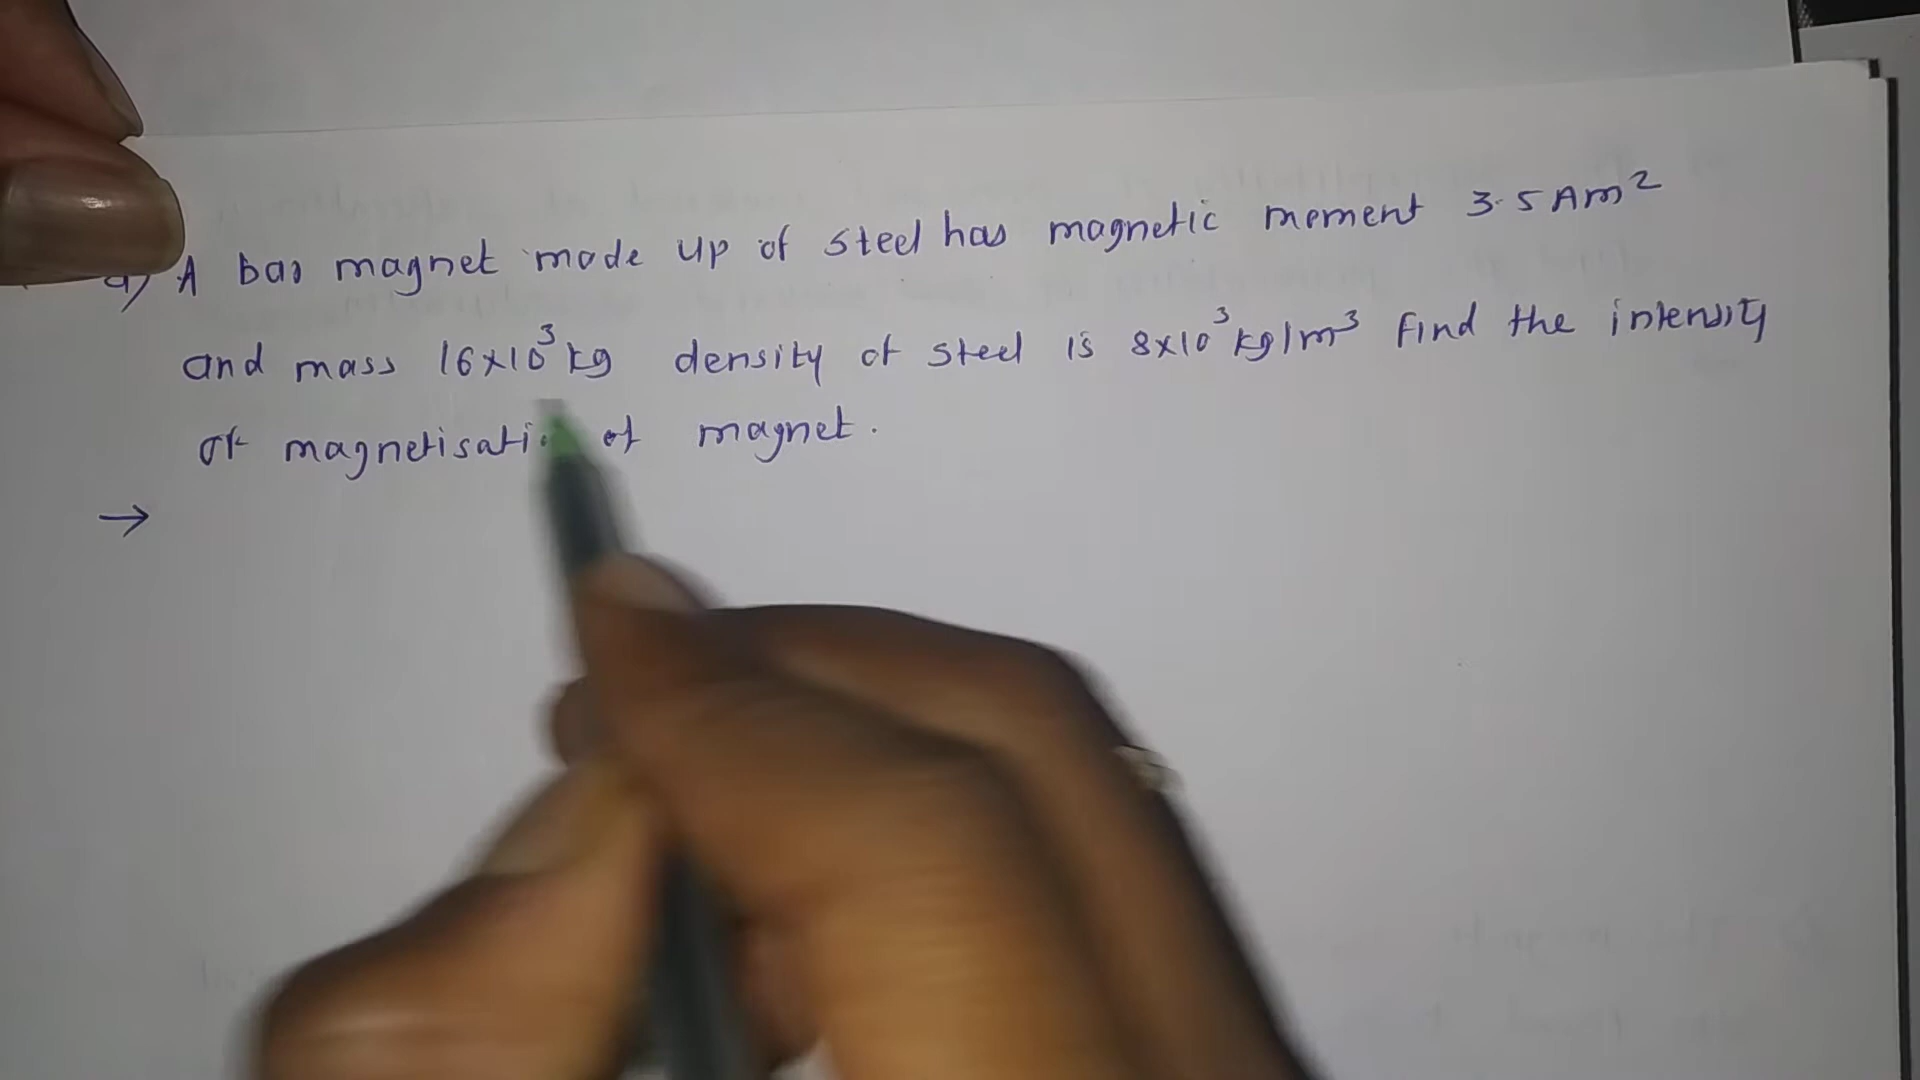 a) A bar magnet made up of steel has magnetic moment 3.5 Am²
and mass 16×10³ kg density of steel is 8×10³ kg/m³ Find the intensity
of magnetisatio of magnet.
→